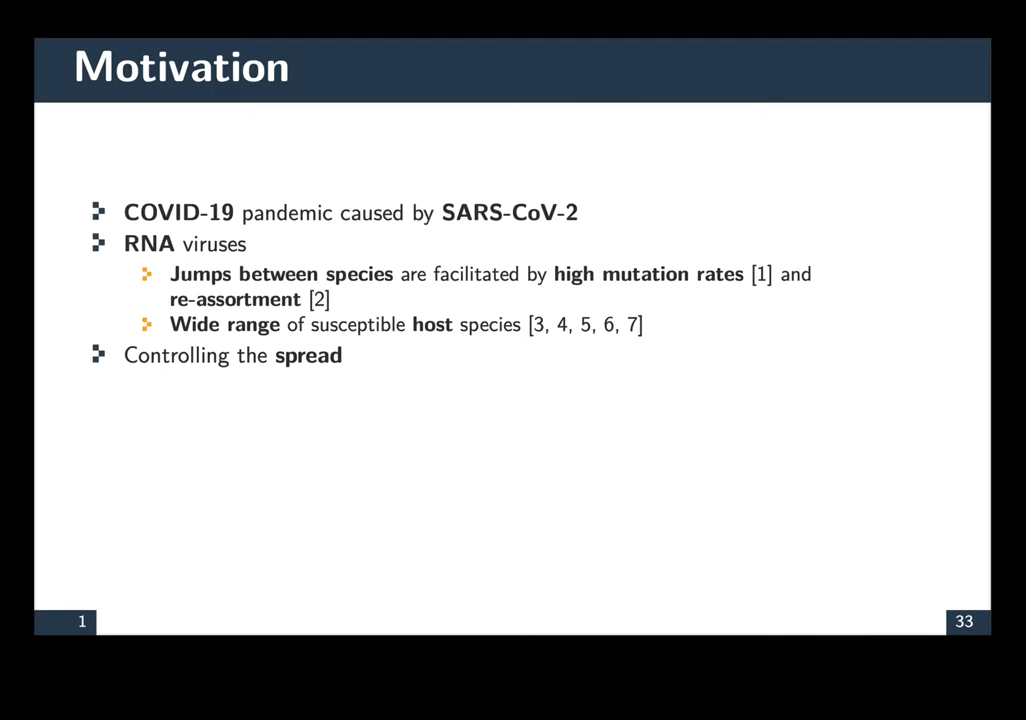 Motivation
COVID-19 pandemic caused by SARS-CoV-2
RNA viruses
Jumps between species are facilitated by high mutation rates [1] and
re-assortment [2]
Wide range of susceptible host species [3, 4, 5, 6, 7]
Controlling the spread
1
33